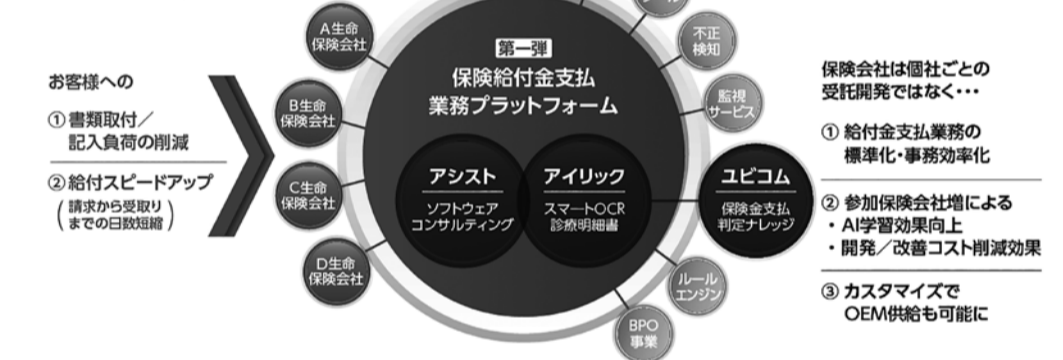 お客様への
① 書類取付／
記入負荷の削減
② 給付スピードアップ
（請求から受取り
までの日数短縮）
A生命
保険会社
B生命
保険会社
C生命
保険会社
D生命
保険会社
第一弾
保険給付金支払
業務プラットフォーム
アシスト
ソフトウェア
コンサルティング
アイリック
スマートOCR
診療明細書
不正
検知
監視
サービス
ユビコム
保険金支払
判定ナレッジ
ルール
エンジン
BPO
事業
保険会社は個社ごとの
受託開発ではなく・・・
① 給付金支払業務の
標準化・事務効率化
② 参加保険会社増による
・AI学習効果向上
・開発／改善コスト削減効果
③ カスタマイズで
OEM供給も可能に